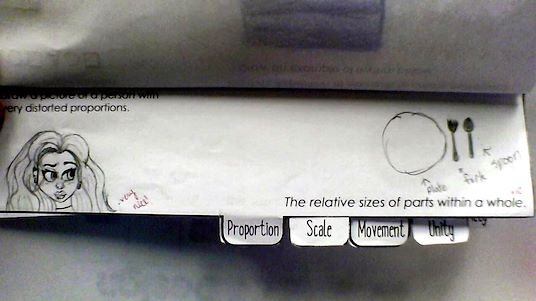 draw a picture of a person with
very distorted proportions.
plate
fork
spoon
very
nice!
The relative sizes of parts within a whole.
Proportion
Scale
Movement
Unity